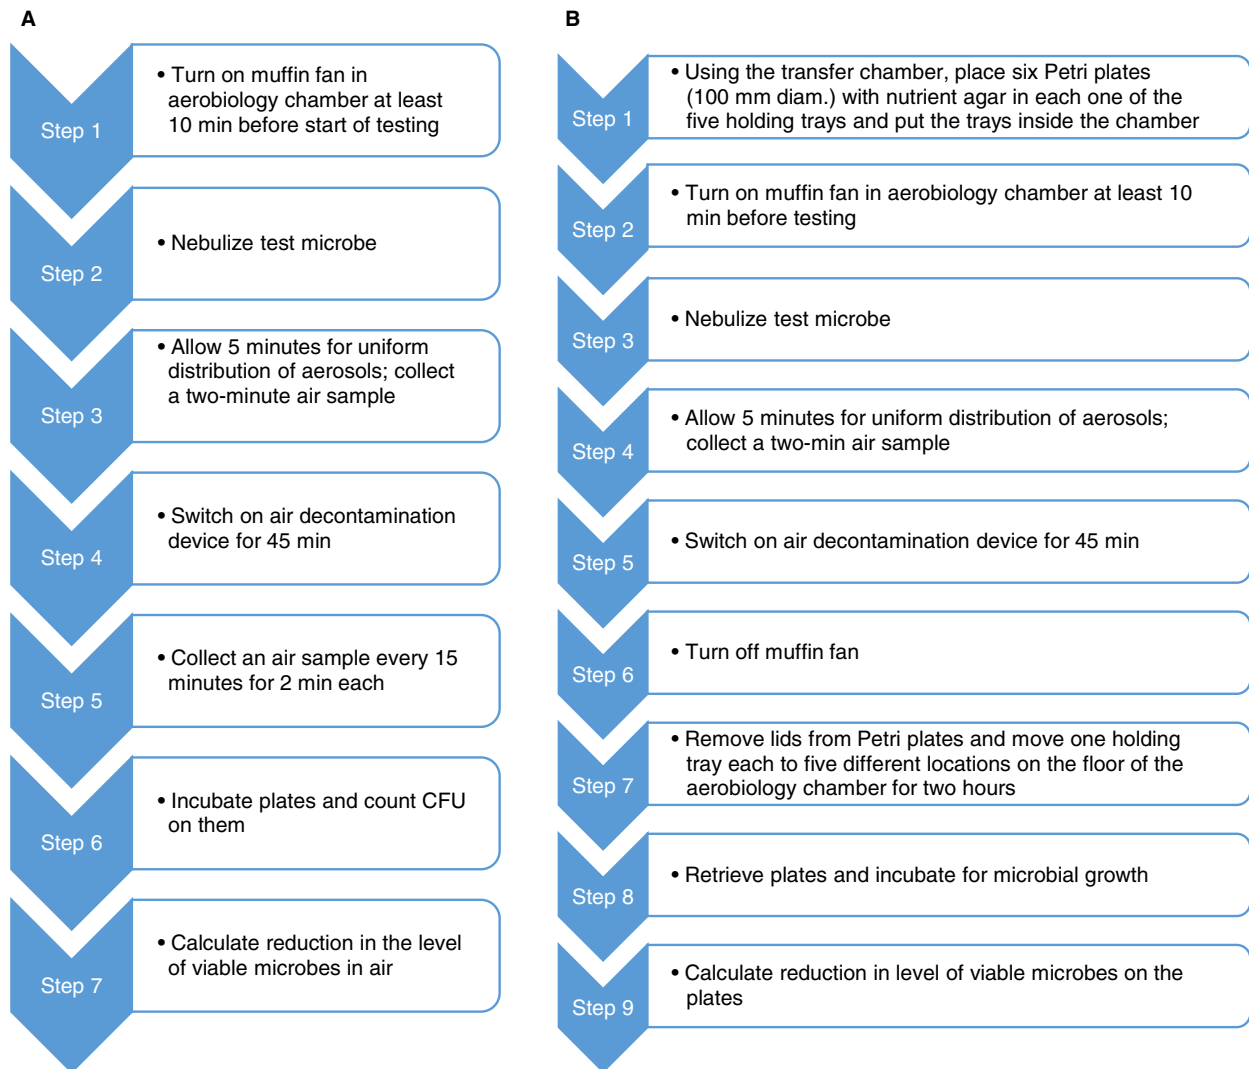 A
Step 1
• Turn on muffin fan in
aerobiology chamber at least
10 min before start of testing
Step 2
• Nebulize test microbe
Step 3
• Allow 5 minutes for uniform
distribution of aerosols; collect
a two-minute air sample
Step 4
• Switch on air decontamination
device for 45 min
Step 5
• Collect an air sample every 15
minutes for 2 min each
Step 6
• Incubate plates and count CFU
on them
Step 7
• Calculate reduction in the level
of viable microbes in air
B
Step 1
• Using the transfer chamber, place six Petri plates
(100 mm diam.) with nutrient agar in each one of the
five holding trays and put the trays inside the chamber
Step 2
• Turn on muffin fan in aerobiology chamber at least 10
min before testing
Step 3
• Nebulize test microbe
Step 4
• Allow 5 minutes for uniform distribution of aerosols;
collect a two-min air sample
Step 5
• Switch on air decontamination device for 45 min
Step 6
• Turn off muffin fan
Step 7
• Remove lids from Petri plates and move one holding
tray each to five different locations on the floor of the
aerobiology chamber for two hours
Step 8
• Retrieve plates and incubate for microbial growth
Step 9
• Calculate reduction in level of viable microbes on the
plates